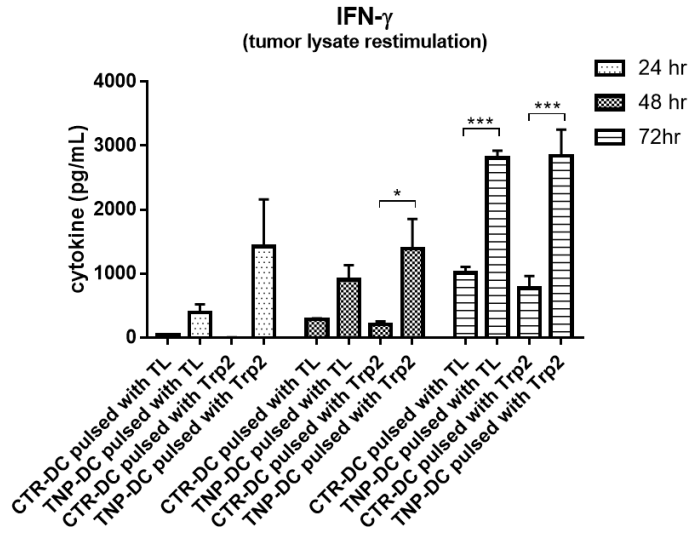 IFN-γ
(tumor lysate restimulation)
24 hr
48 hr
72hr
cytokine (pg/mL)
4000
3000
2000
1000
0
*
***
***
CTR-DC pulsed with TL
TNP-DC pulsed with TL
CTR-DC pulsed with Trp2
TNP-DC pulsed with Trp2
CTR-DC pulsed with TL
TNP-DC pulsed with TL
CTR-DC pulsed with Trp2
TNP-DC pulsed with Trp2
CTR-DC pulsed with TL
TNP-DC pulsed with TL
CTR-DC pulsed with Trp2
TNP-DC pulsed with Trp2